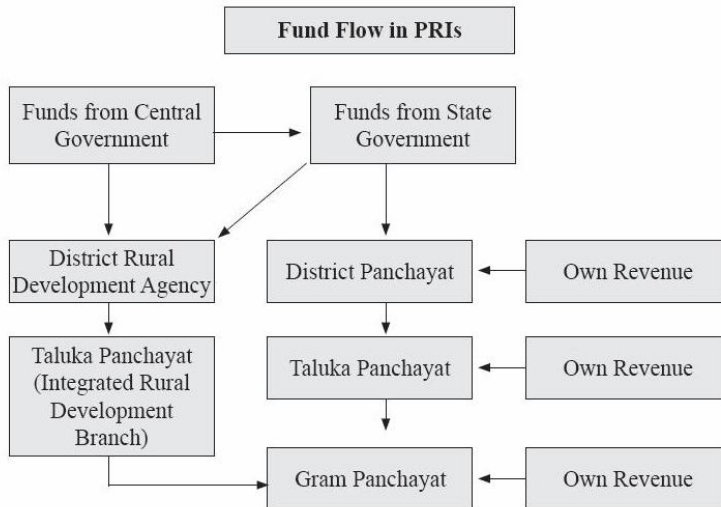 Fund Flow in PRIs
Funds from Central
Government
Funds from State
Government
District Rural
Development Agency
District Panchayat
Own Revenue
Taluka Panchayat
(Integrated Rural
Development
Branch)
Taluka Panchayat
Own Revenue
Gram Panchayat
Own Revenue